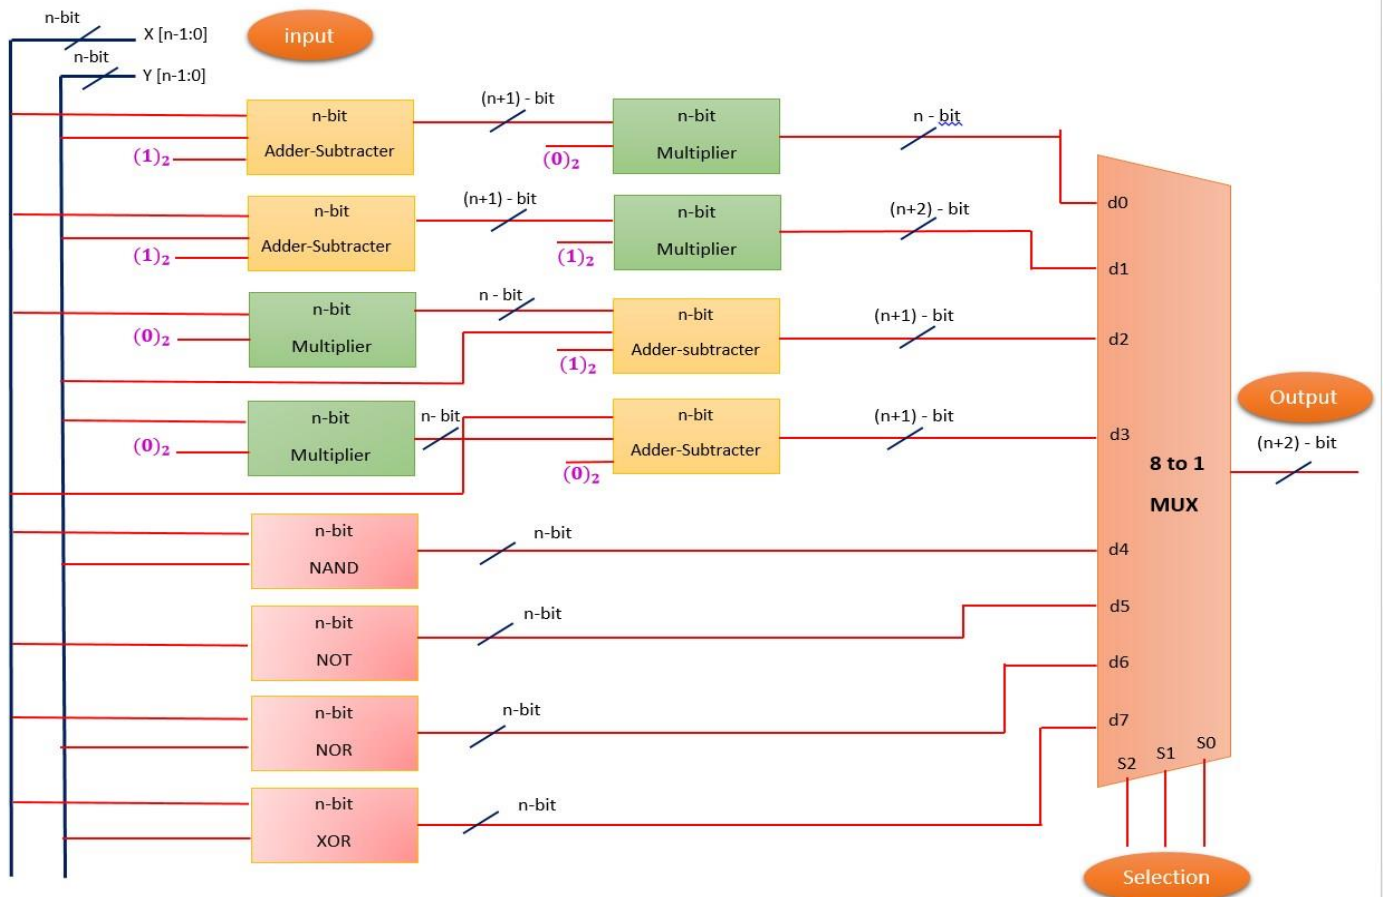 n-bit
X [n-1:0]
input
n-bit
Y [n-1:0]
n-bit
Adder-Subtracter
(1)₂
(n+1) - bit
(0)₂
n-bit
Multiplier
n - bit
d0
n-bit
Adder-Subtracter
(1)₂
(n+1) - bit
(1)₂
n-bit
Multiplier
(n+2) - bit
d1
n-bit
Multiplier
(0)₂
n - bit
(1)₂
n-bit
Adder-subtracter
(n+1) - bit
d2
n-bit
Multiplier
(0)₂
n- bit
(0)₂
n-bit
Adder-Subtracter
(n+1) - bit
d3
8 to 1
MUX
Output
(n+2) - bit
n-bit
NAND
n-bit
d4
n-bit
NOT
n-bit
d5
n-bit
NOR
n-bit
d6
n-bit
XOR
n-bit
d7
S2
S1
S0
Selection